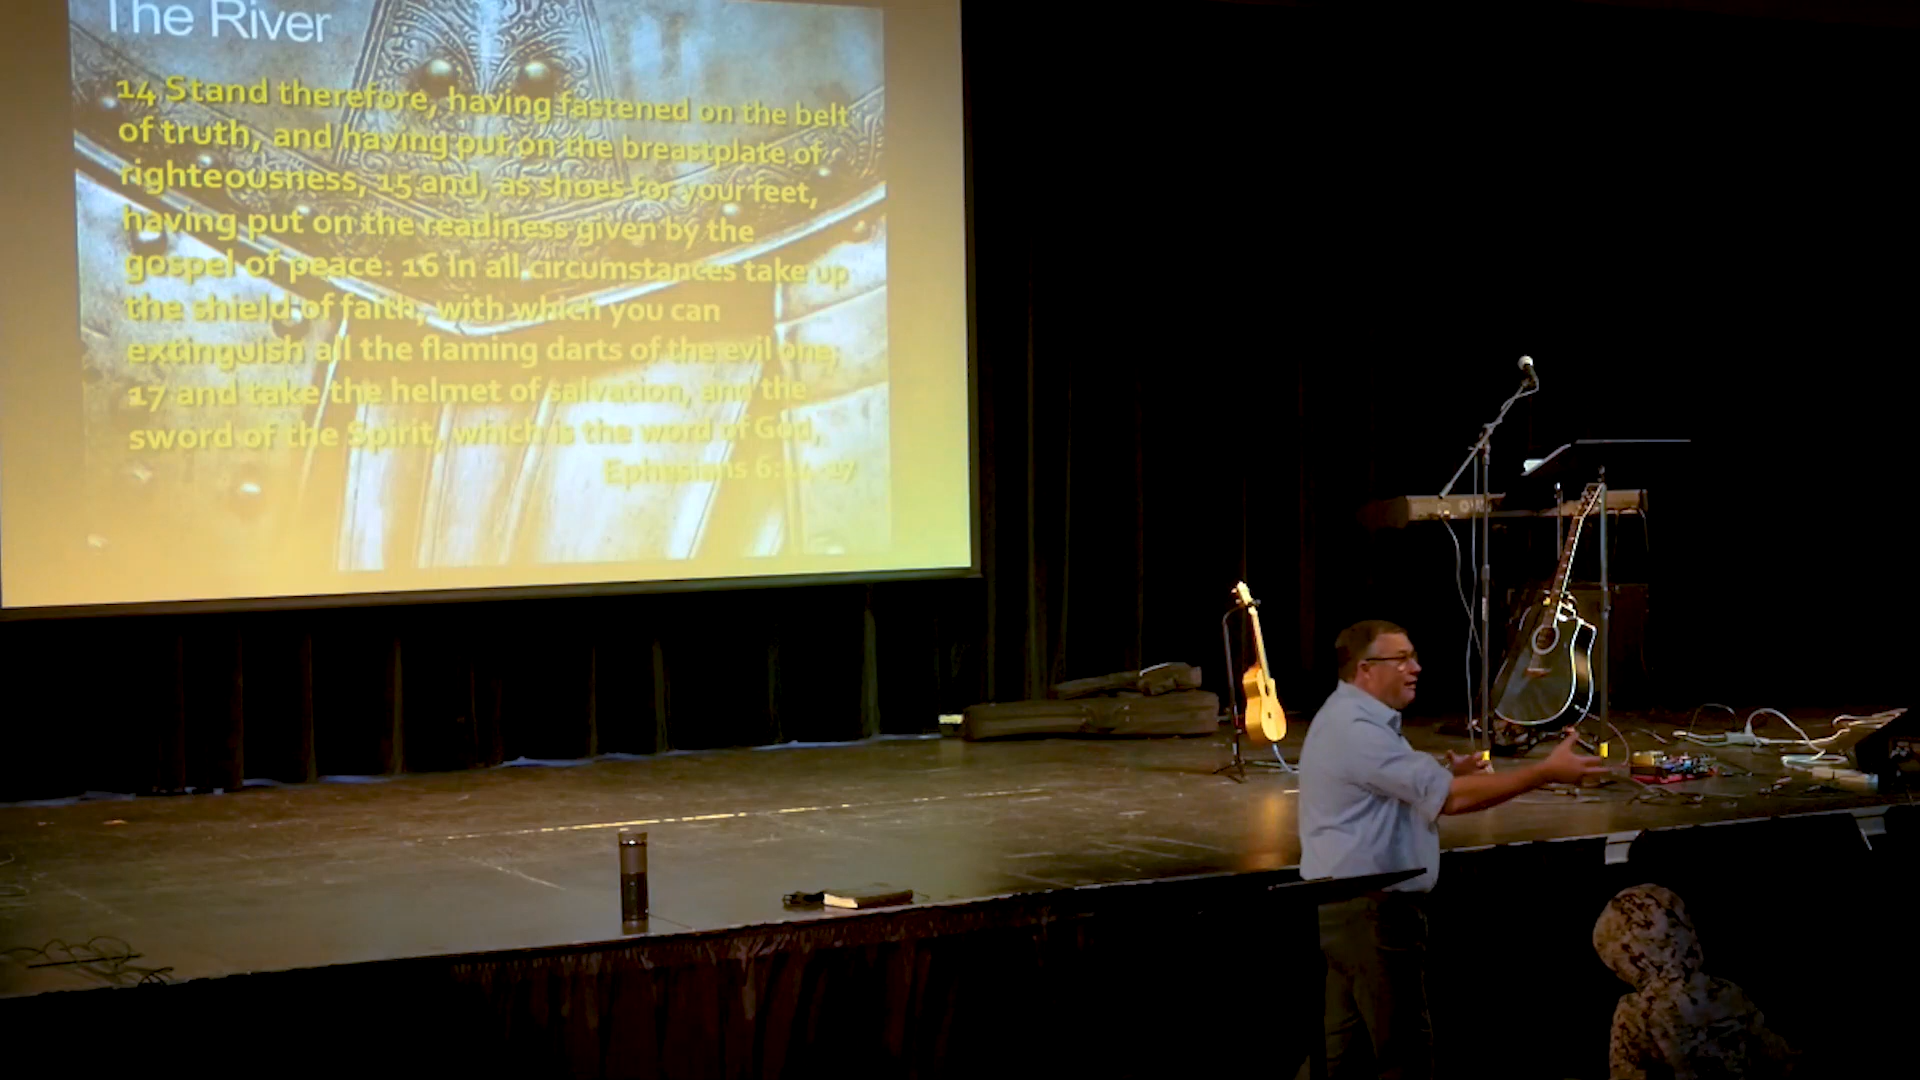 The River
14 Stand therefore, having fastened on the belt
of truth, and having put on the breastplate of
righteousness, 15 and, as shoes for your feet,
having put on the readiness given by the
gospel of peace. 16 In all circumstances take up
the shield of faith, with which you can
extinguish all the flaming darts of the evil one;
17 and take the helmet of salvation, and the
sword of the Spirit, which is the word of God,
Ephesians 6:14-17